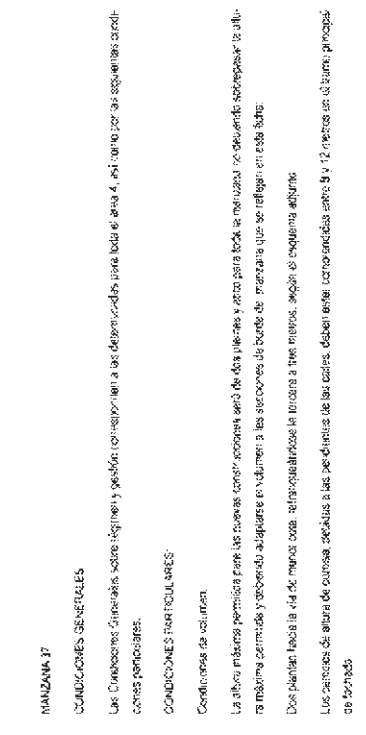 MANZANA 37
CONDICIONES GENERALES
Las Condiciones Generales sobre régimen y gestión corresponden a las determinadas para toda el área 4, así como por las siguientes condi-
ciones particulares.
CONDICIONES PARTICULARES:
Condiciones de volumen.
La altura máxima permitida para las nuevas construcciones será de dos plantas y ático para toda la manzana no debiendo sobrepasar la altu-
ra máxima permitida y debiendo adaptarse el volumen a las secciones de borde de manzana que se reflejan en esta ficha:
Dos plantas hacia la vía de menor cota, retranqueándose la tercera a tres metros, según el esquema adjunto.
Los cambios de altura de cornisa, debidos a las pendientes de las calles, deben estar comprendidas entre 9 y 12 metros en el tramo principal
de fachada